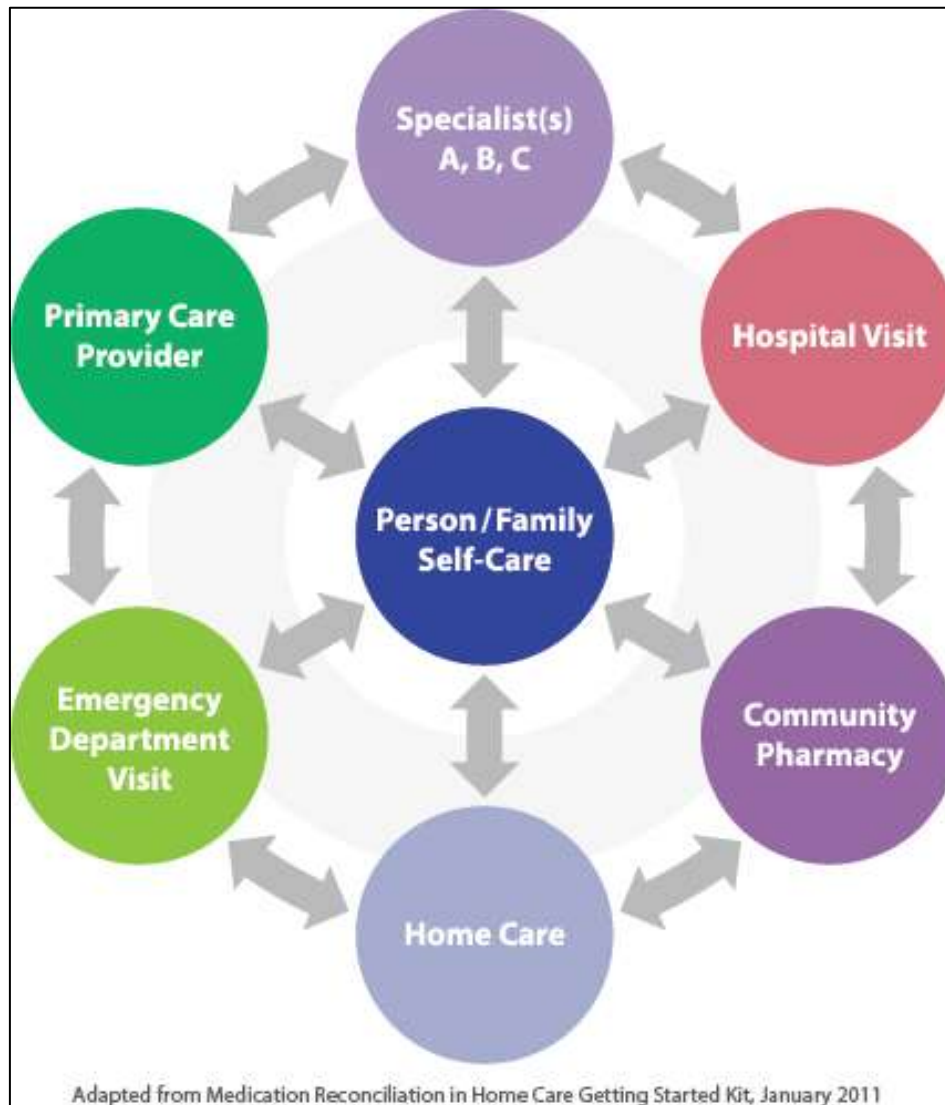 Specialist(s)
A, B, C
Primary Care
Provider
Hospital Visit
Person/Family
Self-Care
Emergency
Department
Visit
Community
Pharmacy
Home Care
Adapted from Medication Reconciliation in Home Care Getting Started Kit, January 2011